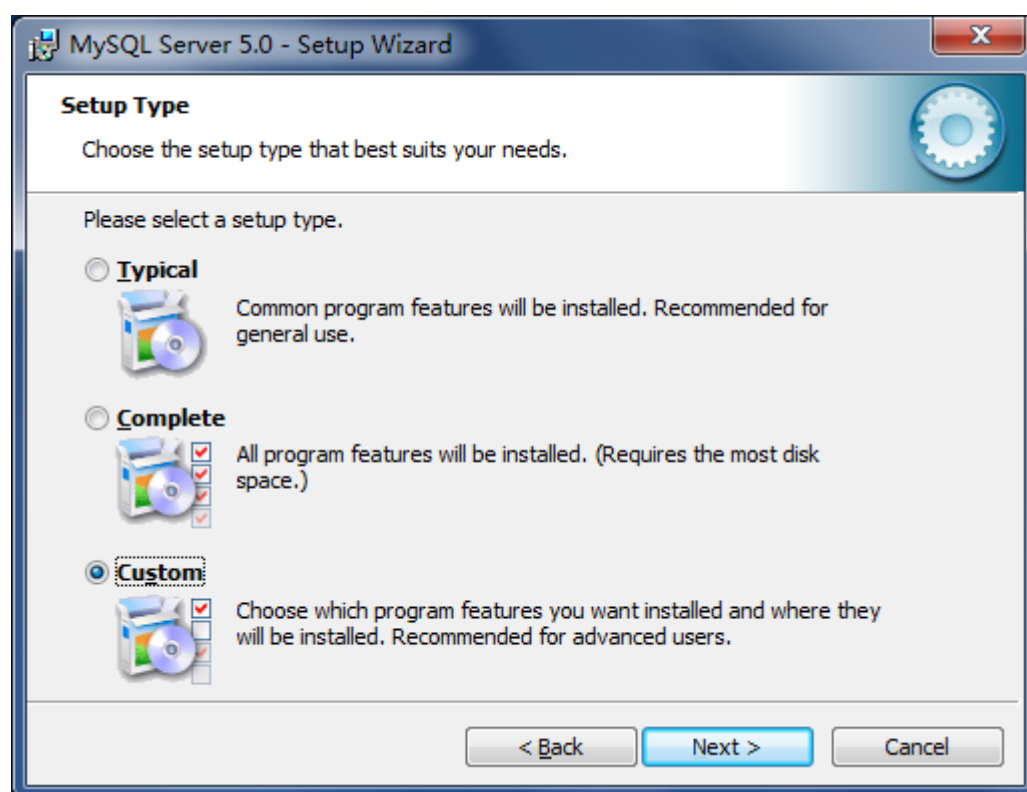 MySQL Server 5.0 - Setup Wizard
Setup Type
Choose the setup type that best suits your needs.
Please select a setup type.
Typical
Common program features will be installed. Recommended for
general use.
Complete
All program features will be installed. (Requires the most disk
space.)
Custom
Choose which program features you want installed and where they
will be installed. Recommended for advanced users.
< Back Next > Cancel